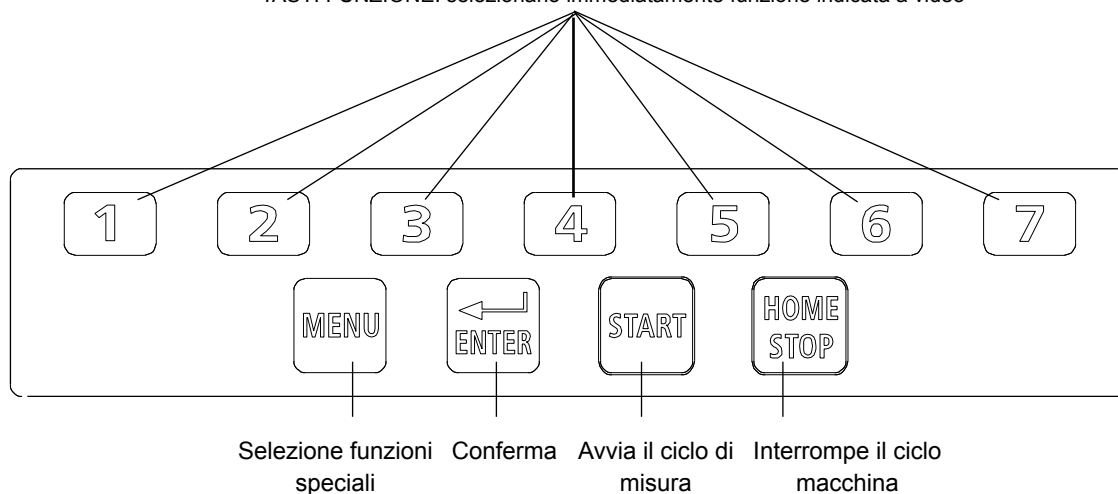 TASTI FUNZIONE: selezionano immediatamente funzione indicata a video
1 2 3 4 5 6 7
MENU
ENTER
START
HOME
STOP
Selezione funzioni
speciali
Conferma
Avvia il ciclo di
misura
Interrompe il ciclo
macchina